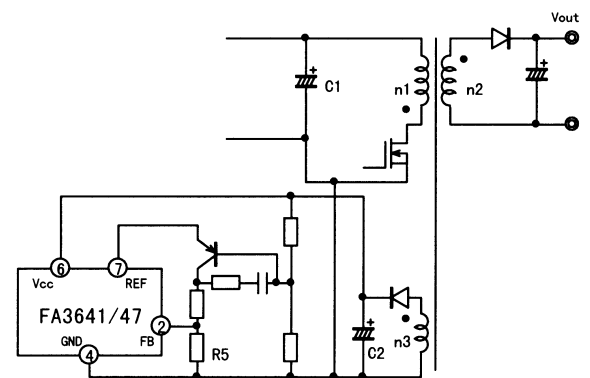 Vout
+
C1
+
n1
n2
6
7
Vcc
REF
FA3641/47
2
GND
FB
4
R5
+
C2
n3